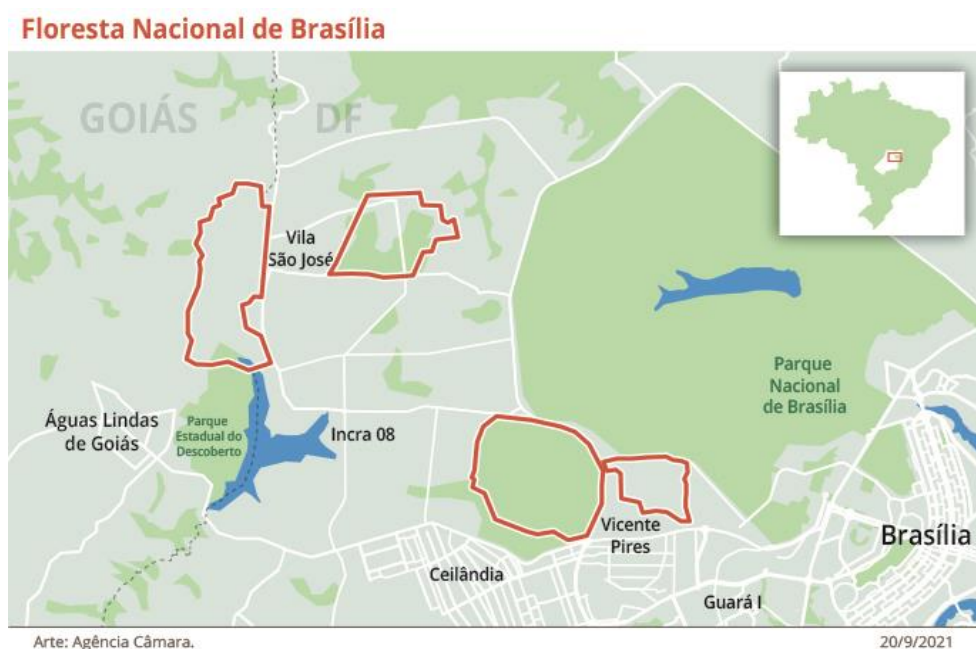 Floresta Nacional de Brasília
GOIÁS
DF
Vila
São José
Parque
Nacional
de Brasília
Águas Lindas
de Goiás
Parque
Estadual do
Descoberto
Incra 08
Vicente
Pires
Brasília
Ceilândia
Guará I
Arte: Agência Câmara.
20/9/2021